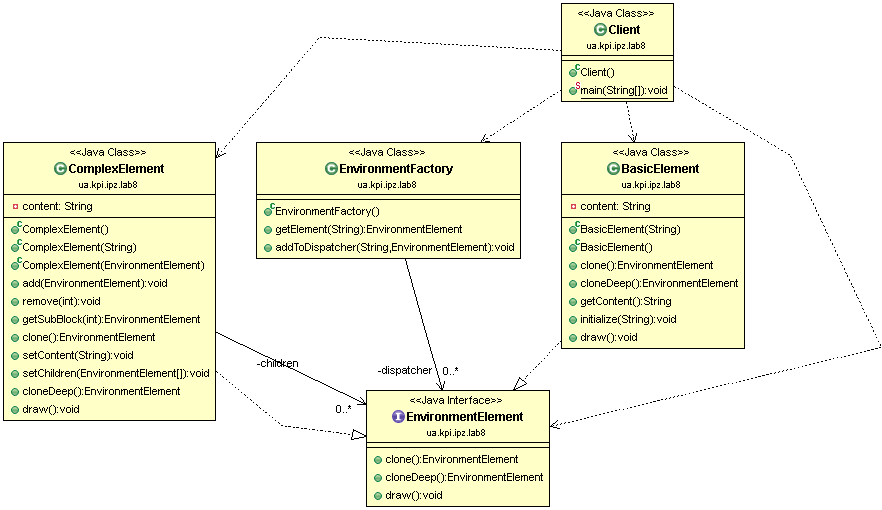 <<Java Class>>
Client
ua.kpi.ipz.lab8
Client()
main(String[]):void
<<Java Class>>
ComplexElement
ua.kpi.ipz.lab8
content: String
ComplexElement()
ComplexElement(String)
ComplexElement(EnvironmentElement)
add(EnvironmentElement):void
remove(int):void
getSubBlock(int):EnvironmentElement
clone():EnvironmentElement
setContent(String):void
setChildren(EnvironmentElement[]):void
cloneDeep():EnvironmentElement
draw():void
<<Java Class>>
EnvironmentFactory
ua.kpi.ipz.lab8
EnvironmentFactory()
getElement(String):EnvironmentElement
addToDispatcher(String,EnvironmentElement):void
<<Java Class>>
BasicElement
ua.kpi.ipz.lab8
content: String
BasicElement(String)
BasicElement()
clone():EnvironmentElement
cloneDeep():EnvironmentElement
getContent():String
initialize(String):void
draw():void
-children
0..*
-dispatcher
0..*
<<Java Interface>>
EnvironmentElement
ua.kpi.ipz.lab8
clone():EnvironmentElement
cloneDeep():EnvironmentElement
draw():void